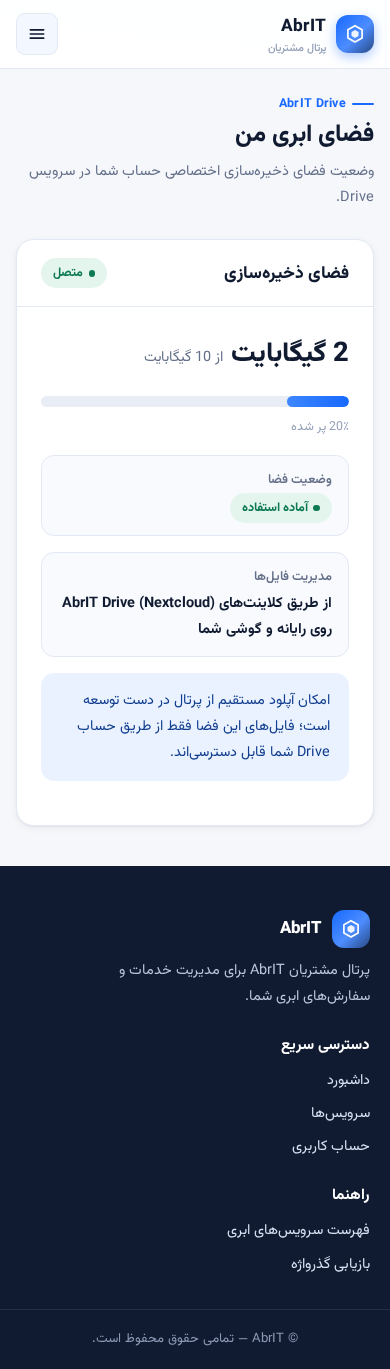 AbrIT
پرتال مشتریان
AbrIT Drive
فضای ابری من
وضعیت فضای ذخیره‌سازی اختصاصی حساب شما در سرویس
Drive.
فضای ذخیره‌سازی
متصل
2 گیگابایت از 10 گیگابایت
20٪ پر شده
وضعیت فضا
آماده استفاده
مدیریت فایل‌ها
از طریق کلاینت‌های AbrIT Drive (Nextcloud)
روی رایانه و گوشی شما
امکان آپلود مستقیم از پرتال در دست توسعه
است؛ فایل‌های این فضا فقط از طریق حساب
Drive شما قابل دسترسی‌اند.
AbrIT
پرتال مشتریان AbrIT برای مدیریت خدمات و
سفارش‌های ابری شما.
دسترسی سریع
داشبورد
سرویس‌ها
حساب کاربری
راهنما
فهرست سرویس‌های ابری
بازیابی گذرواژه
© AbrIT — تمامی حقوق محفوظ است.